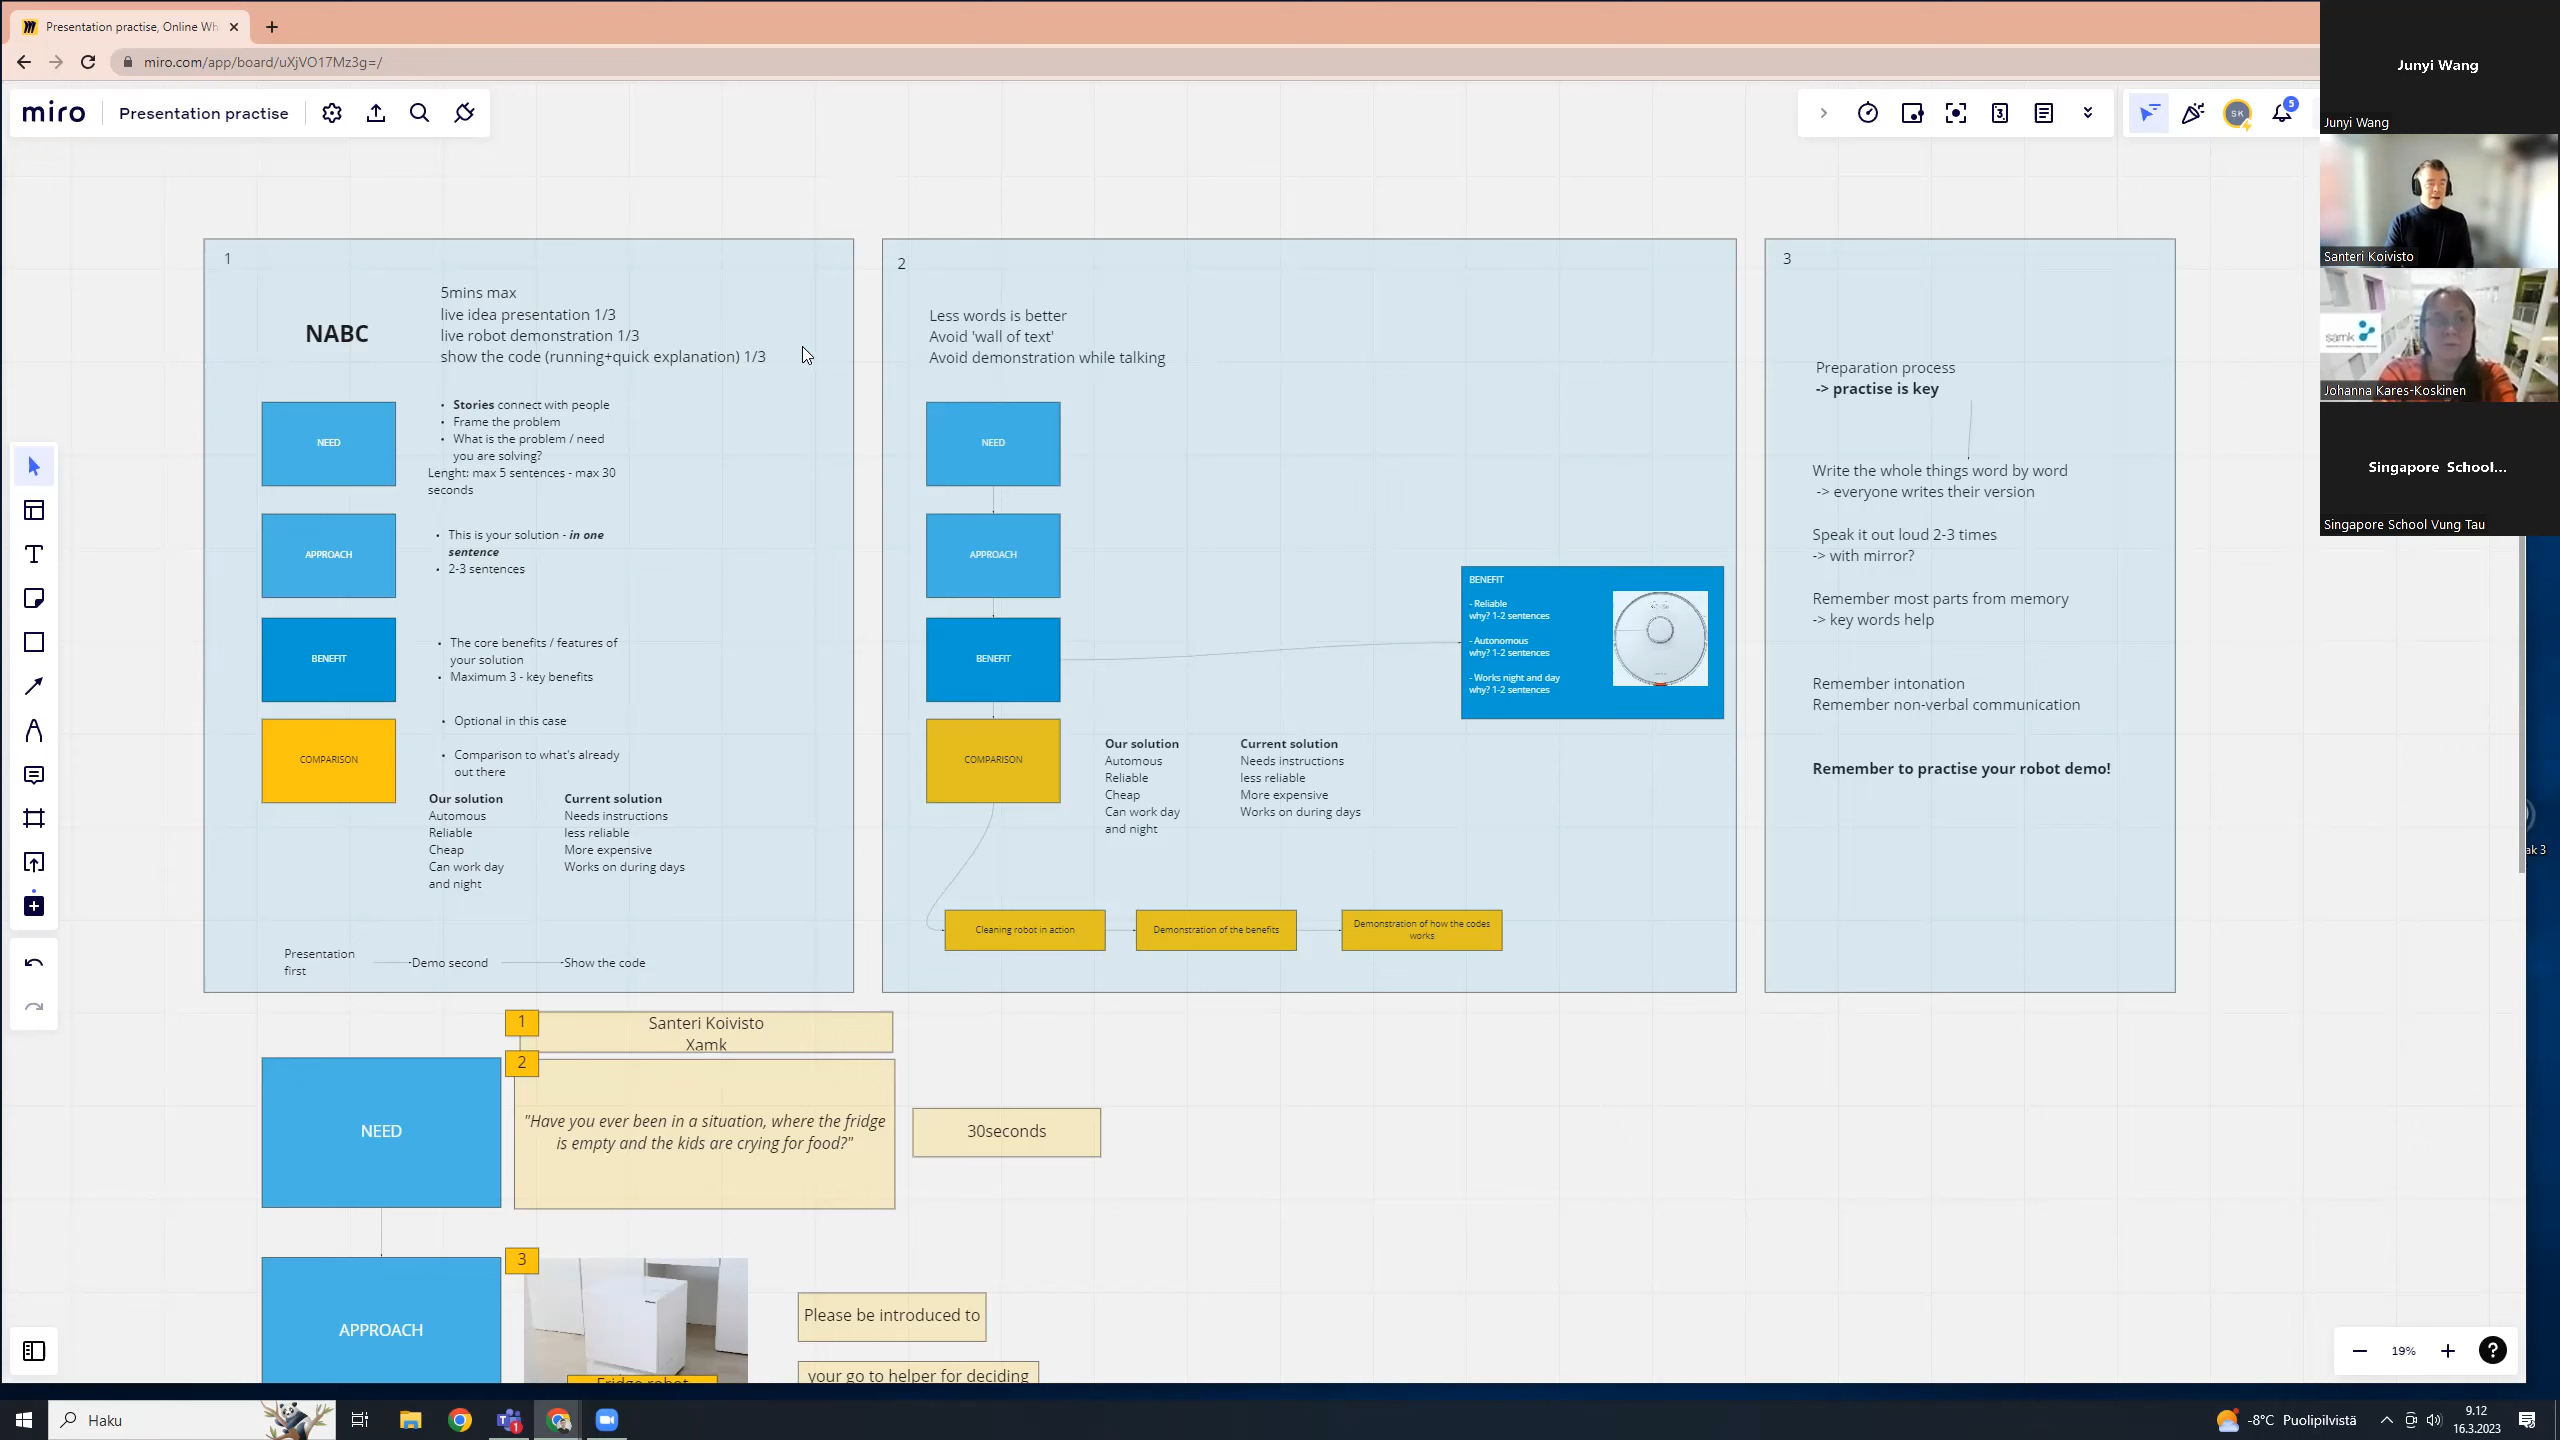 Presentation practise, Online Wh
miro.com/app/board/uXjVO17Mz3g=/
miro
Presentation practise
SK
5
Junyi Wang
Junyi Wang
Santeri Koivisto
samk
Johanna Kares-Koskinen
Singapore School...
Singapore School Vung Tau
1
NABC
5mins max
live idea presentation 1/3
live robot demonstration 1/3
show the code (running+quick explanation) 1/3
NEED
• Stories connect with people
• Frame the problem
• What is the problem / need
you are solving?
Lenght: max 5 sentences - max 30
seconds
APPROACH
• This is your solution - in one
sentence
• 2-3 sentences
BENEFIT
• The core benefits / features of
your solution
• Maximum 3 - key benefits
COMPARISON
• Optional in this case
• Comparison to what's already
out there
Our solution
Automous
Reliable
Cheap
Can work day
and night
Current solution
Needs instructions
less reliable
More expensive
Works on during days
Presentation
first
Demo second
Show the code
2
Less words is better
Avoid 'wall of text'
Avoid demonstration while talking
NEED
APPROACH
BENEFIT
COMPARISON
BENEFIT
- Reliable
why? 1-2 sentences
- Autonomous
why? 1-2 sentences
- Works night and day
why? 1-2 sentences
Our solution
Automous
Reliable
Cheap
Can work day
and night
Current solution
Needs instructions
less reliable
More expensive
Works on during days
Cleaning robot in action
Demonstration of the benefits
Demonstration of how the codes
works
3
Preparation process
-> practise is key
Write the whole things word by word
-> everyone writes their version
Speak it out loud 2-3 times
-> with mirror?
Remember most parts from memory
-> key words help
Remember intonation
Remember non-verbal communication
Remember to practise your robot demo!
ak 3
1
Santeri Koivisto
Xamk
2
NEED
"Have you ever been in a situation, where the fridge
is empty and the kids are crying for food?"
30seconds
3
APPROACH
Fridge robot
Please be introduced to
your go to helper for deciding
19%
Haku
1
-8°C Puolipilvistä
9.12
16.3.2023